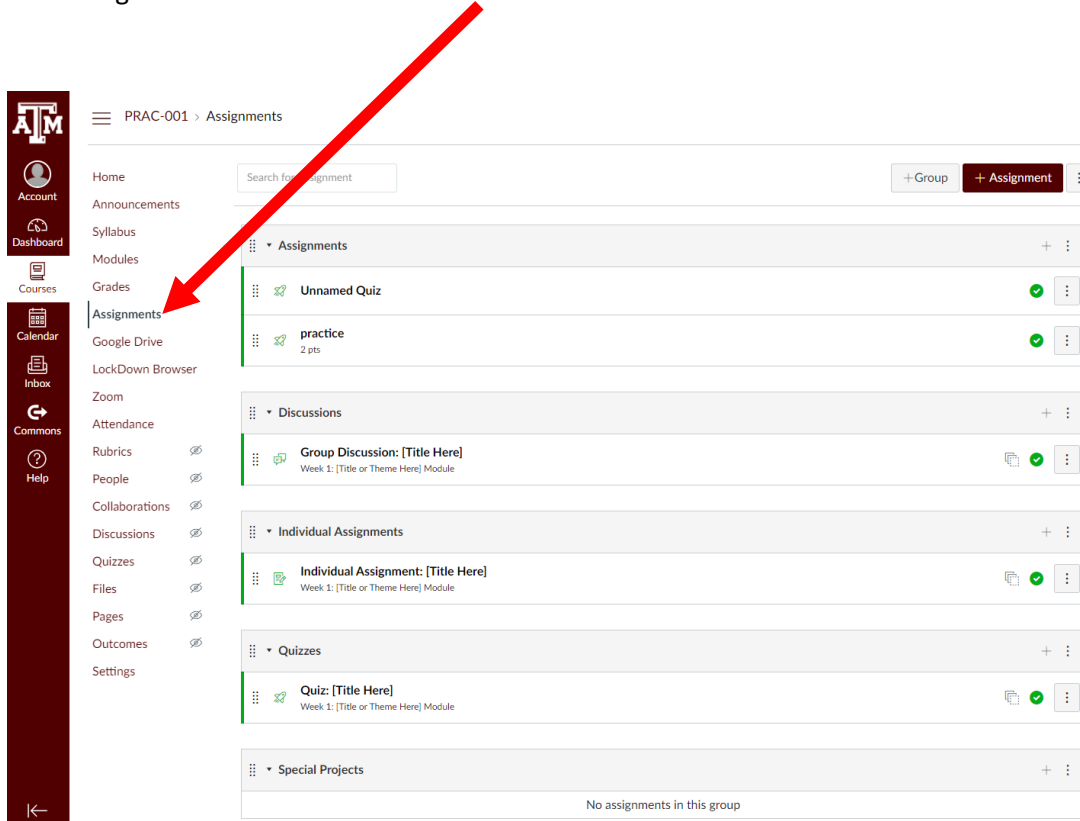 PRAC-001 > Assignments
Account
Dashboard
Courses
Calendar
Inbox
Commons
Help
Home
Announcements
Syllabus
Modules
Grades
Assignments
Google Drive
LockDown Browser
Zoom
Attendance
Rubrics
People
Collaborations
Discussions
Quizzes
Files
Pages
Outcomes
Settings
Search for assignment
+Group
+ Assignment
Assignments
Unnamed Quiz
practice
2 pts
Discussions
Group Discussion: [Title Here]
Week 1: [Title or Theme Here] Module
Individual Assignments
Individual Assignment: [Title Here]
Week 1: [Title or Theme Here] Module
Quizzes
Quiz: [Title Here]
Week 1: [Title or Theme Here] Module
Special Projects
No assignments in this group